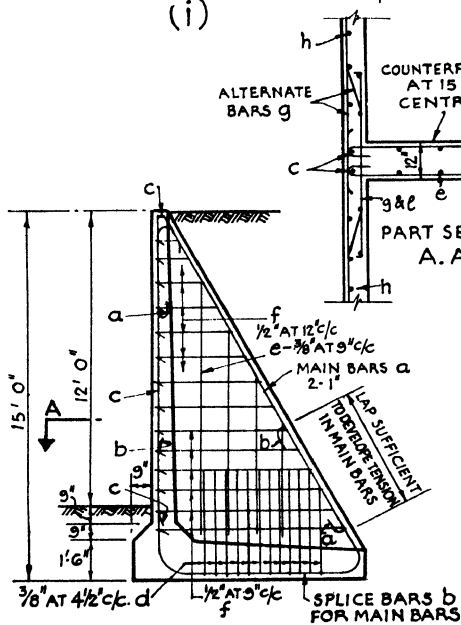 (i)
h
COUNTERF
AT 15
CENTR
ALTERNATE
BARS g
c
12"
e
g&l
PART SE
A. A
h
c
a
f
1/2" AT 12" c/c
e-3/8" AT 9" c/c
MAIN BARS a
2-1"
15' 0"
12' 0"
c
A
LAP SUFFICIENT
TO DEVELOPE TENSION
IN MAIN BARS
b
b
9"
c
9"
9"
a
1'6"
3/8" AT 4 1/2" c/c. d
1/2" AT 9" c/c
f
SPLICE BARS b
FOR MAIN BARS